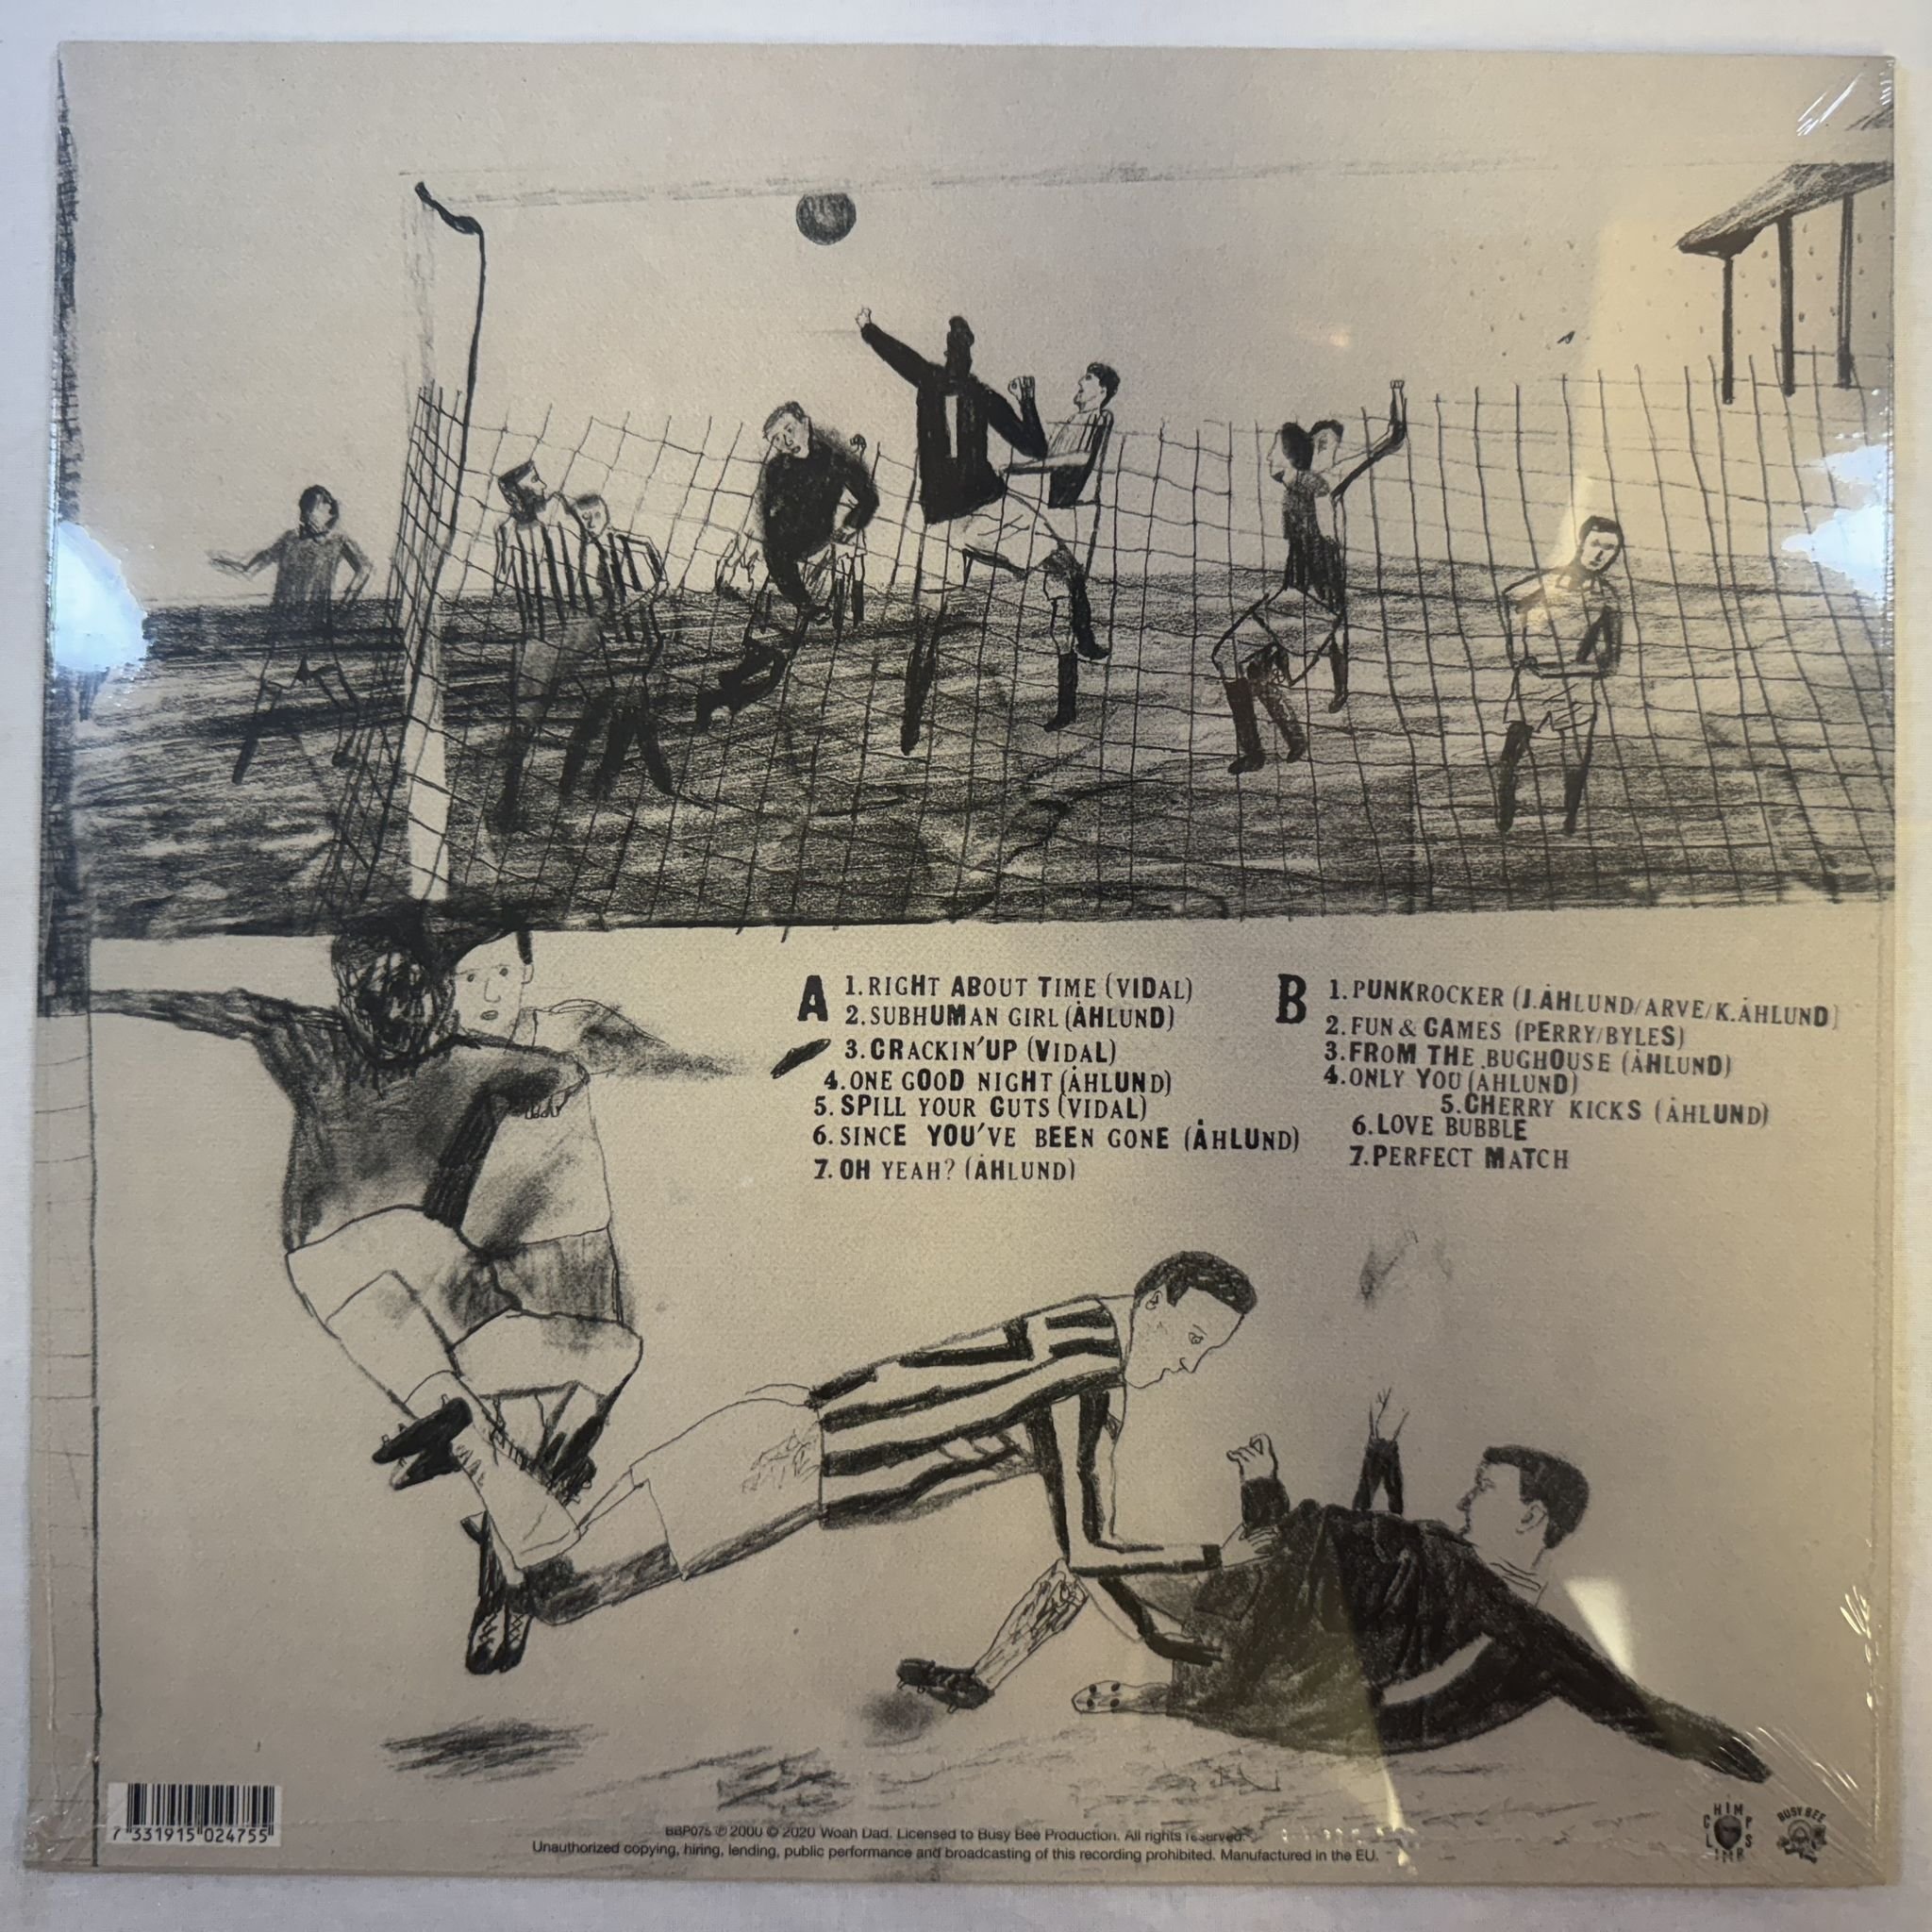 1
A
1. RIGHT ABOUT TIME (VIDAL)
2. SUBHUMAN GIRL (ÅHLUND)
3. CRACKIN'UP (VIDAL)
4. ONE GOOD NIGHT (ÅHLUND)
5. SPILL YOUR GUTS (VIDAL)
6. SINCE YOU'VE BEEN GONE (ÅHLUND)
7. OH YEAH? (ÅHLUND)
B
1. PUNKROCKER (J.ÅHLUND/ARVE/K.ÅHLUND)
2. FUN & GAMES (PERRY/BYLES)
3. FROM THE BUGHOUSE (ÅHLUND)
4. ONLY YOU (ÅHLUND)
5. CHERRY KICKS (ÅHLUND)
6. LOVE BUBBLE
7. PERFECT MATCH
7 331915 024755
BBP075 ℗ 2000 © 2020 Woah Dad. Licensed to Busy Bee Production. All rights reserved.
Unauthorized copying, hiring, lending, public performance and broadcasting of this recording prohibited. Manufactured in the EU.
BUSY BEE